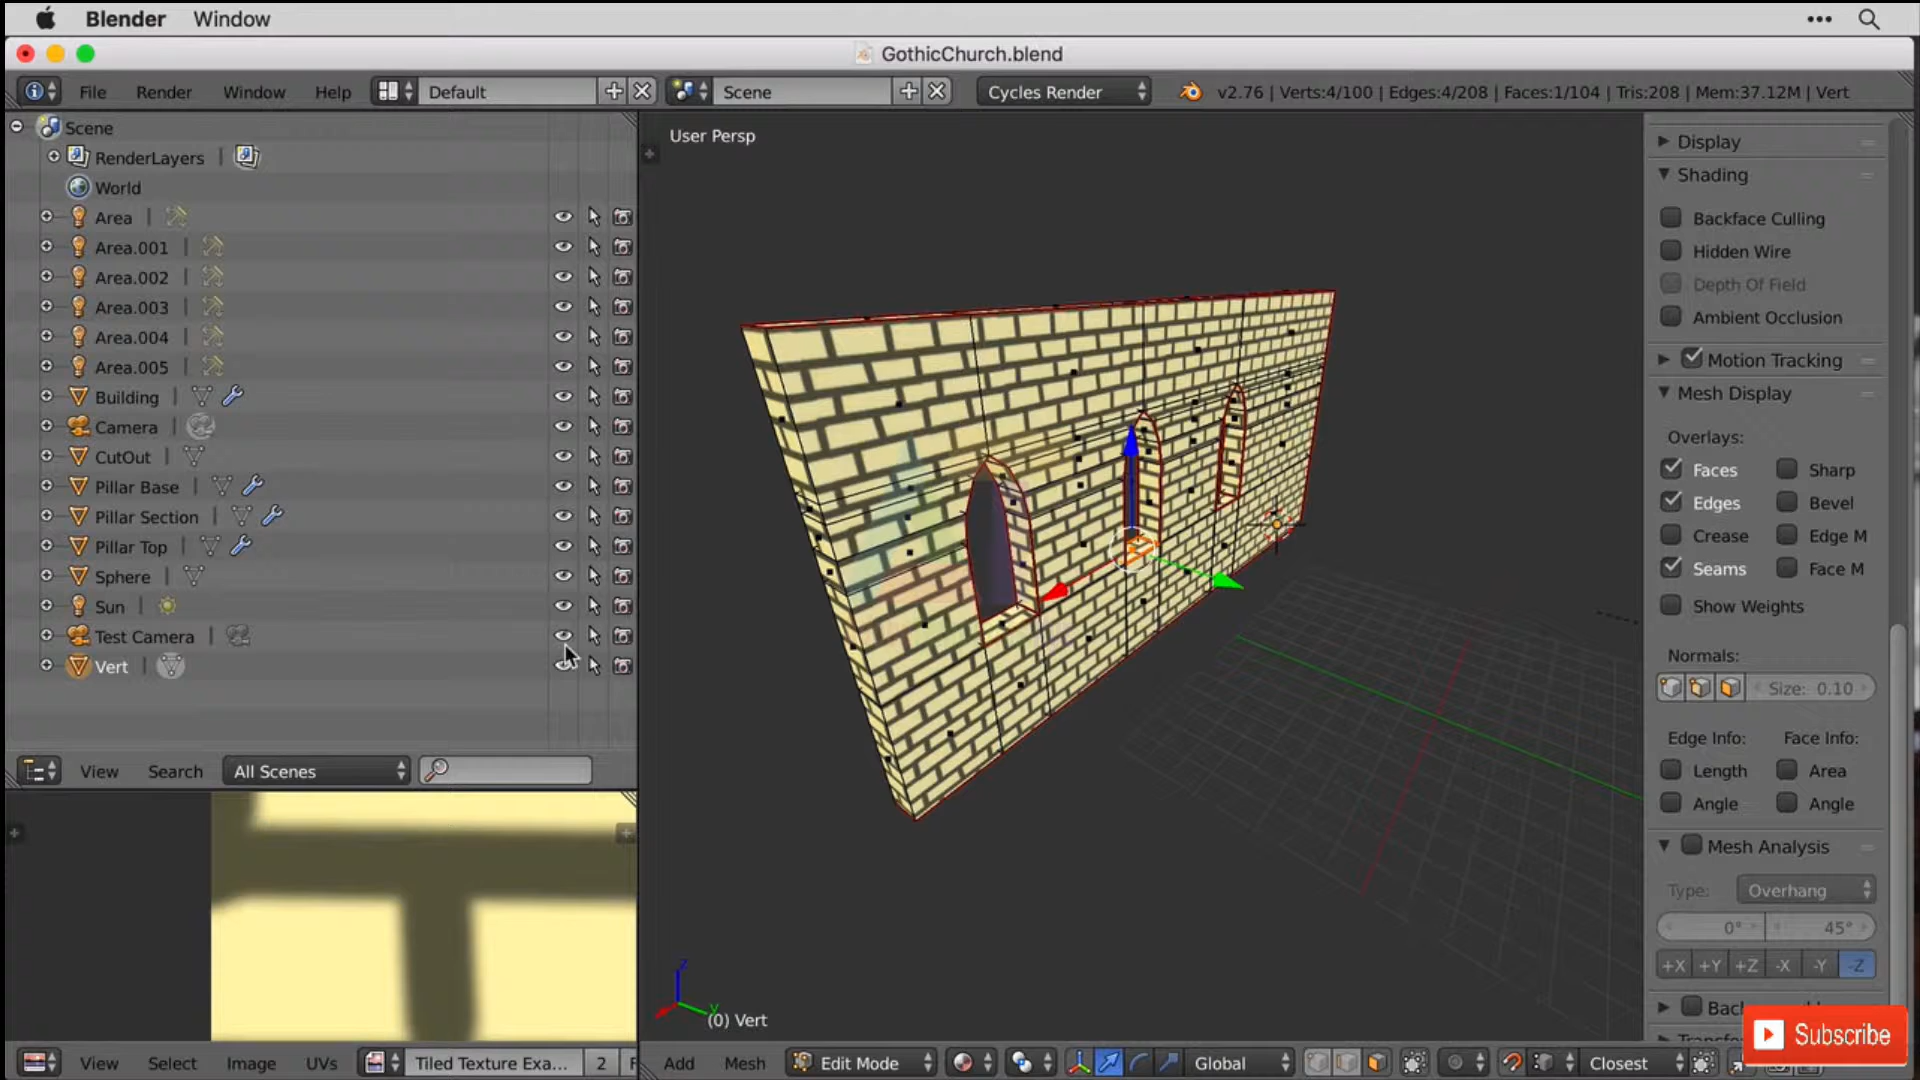 Blender Window
GothicChurch.blend
File Render Window Help Default Scene Cycles Render v2.76 | Verts:4/100 | Edges:4/208 | Faces:1/104 | Tris:208 | Mem:37.12M | Vert
Scene
RenderLayers
World
Area
Area.001
Area.002
Area.003
Area.004
Area.005
Building
Camera
CutOut
Pillar Base
Pillar Section
Pillar Top
Sphere
Sun
Test Camera
Vert
View Search All Scenes
User Persp
Z
Y
(0) Vert
Display
Shading
Backface Culling
Hidden Wire
Depth Of Field
Ambient Occlusion
Motion Tracking
Mesh Display
Overlays:
Faces Sharp
Edges Bevel
Crease Edge M
Seams Face M
Show Weights
Normals:
Size: 0.10
Edge Info: Face Info:
Length Area
Angle Angle
Mesh Analysis
Type: Overhang
0° 45°
+X +Y +Z -X -Y -Z
Subscribe
View Select Image UVs Tiled Texture Exa... 2 F
Add Mesh Edit Mode Global Closest